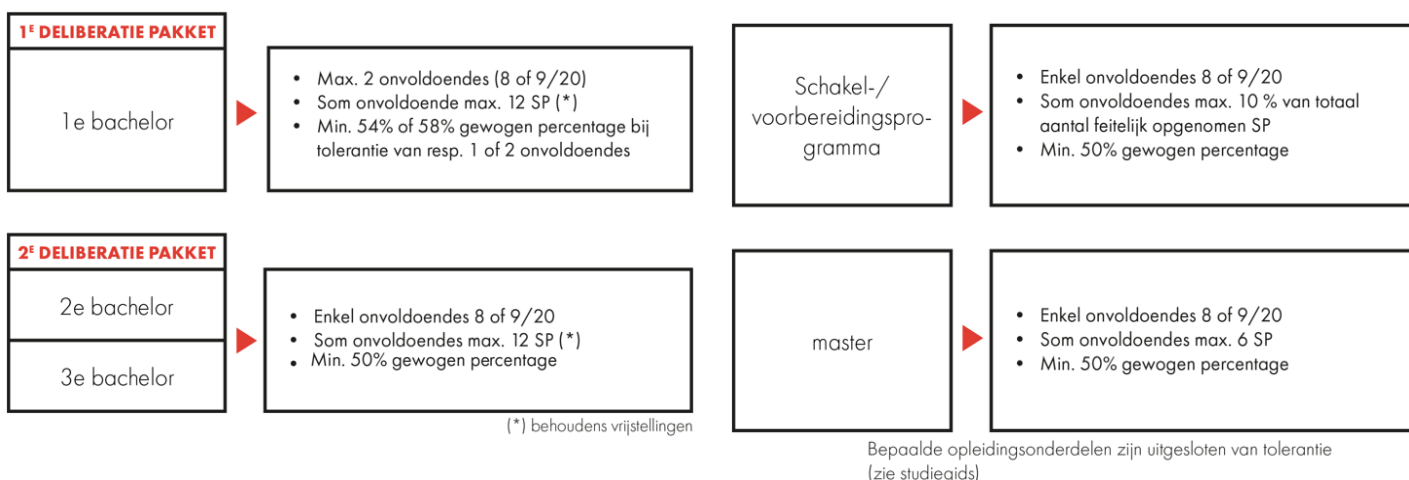 1E DELIBERATIE PAKKET
1e bachelor
• Max. 2 onvoldoendes (8 of 9/20)
• Som onvoldoende max. 12 SP (*)
• Min. 54% of 58% gewogen percentage bij
tolerantie van resp. 1 of 2 onvoldoendes
2E DELIBERATIE PAKKET
2e bachelor
3e bachelor
• Enkel onvoldoendes 8 of 9/20
• Som onvoldoendes max. 12 SP (*)
• Min. 50% gewogen percentage
(*) behoudens vrijstellingen
Schakel-/
voorbereidingspro-
gramma
• Enkel onvoldoendes 8 of 9/20
• Som onvoldoendes max. 10 % van totaal
aantal feitelijk opgenomen SP
• Min. 50% gewogen percentage
master
• Enkel onvoldoendes 8 of 9/20
• Som onvoldoendes max. 6 SP
• Min. 50% gewogen percentage
Bepaalde opleidingsonderdelen zijn uitgesloten van tolerantie
(zie studiegids)